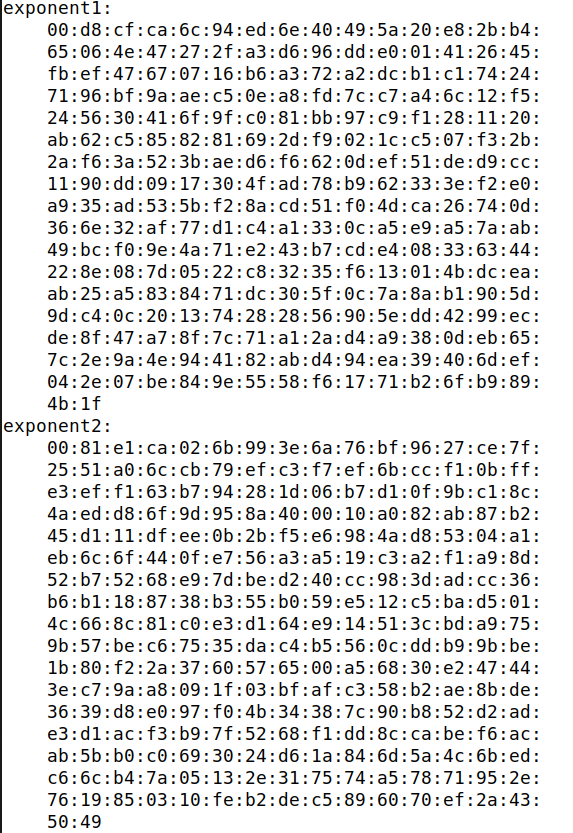 exponent1:
00:d8:cf:ca:6c:94:ed:6e:40:49:5a:20:e8:2b:b4:
65:06:4e:47:27:2f:a3:d6:96:dd:e0:01:41:26:45:
fb:ef:47:67:07:16:b6:a3:72:a2:dc:b1:c1:74:24:
71:96:bf:9a:ae:c5:0e:a8:fd:7c:c7:a4:6c:12:f5:
24:56:30:41:6f:9f:c0:81:bb:97:c9:f1:28:11:20:
ab:62:c5:85:82:81:69:2d:f9:02:1c:c5:07:f3:2b:
2a:f6:3a:52:3b:ae:d6:f6:62:0d:ef:51:de:d9:cc:
11:90:dd:09:17:30:4f:ad:78:b9:62:33:3e:f2:e0:
a9:35:ad:53:5b:f2:8a:cd:51:f0:4d:ca:26:74:0d:
36:6e:32:af:77:d1:c4:a1:33:0c:a5:e9:a5:7a:ab:
49:bc:f0:9e:4a:71:e2:43:b7:cd:e4:08:33:63:44:
22:8e:08:7d:05:22:c8:32:35:f6:13:01:4b:dc:ea:
ab:25:a5:83:84:71:dc:30:5f:0c:7a:8a:b1:90:5d:
9d:c4:0c:20:13:74:28:28:56:90:5e:dd:42:99:ec:
de:8f:47:a7:8f:7c:71:a1:2a:d4:a9:38:0d:eb:65:
7c:2e:9a:4e:94:41:82:ab:d4:94:ea:39:40:6d:ef:
04:2e:07:be:84:9e:55:58:f6:17:71:b2:6f:b9:89:
4b:1f
exponent2:
00:81:e1:ca:02:6b:99:3e:6a:76:bf:96:27:ce:7f:
25:51:a0:6c:cb:79:ef:c3:f7:ef:6b:cc:f1:0b:ff:
e3:ef:f1:63:b7:94:28:1d:06:b7:d1:0f:9b:c1:8c:
4a:ed:d8:6f:9d:95:8a:40:00:10:a0:82:ab:87:b2:
45:d1:11:df:ee:0b:2b:f5:e6:98:4a:d8:53:04:a1:
eb:6c:6f:44:0f:e7:56:a3:a5:19:c3:a2:f1:a9:8d:
52:b7:52:68:e9:7d:be:d2:40:cc:98:3d:ad:cc:36:
b6:b1:18:87:38:b3:55:b0:59:e5:12:c5:ba:d5:01:
4c:66:8c:81:c0:e3:d1:64:e9:14:51:3c:bd:a9:75:
9b:57:be:c6:75:35:da:c4:b5:56:0c:dd:b9:9b:be:
1b:80:f2:2a:37:60:57:65:00:a5:68:30:e2:47:44:
3e:c7:9a:a8:09:1f:03:bf:af:c3:58:b2:ae:8b:de:
36:39:d8:e0:97:f0:4b:34:38:7c:90:b8:52:d2:ad:
e3:d1:ac:f3:b9:7f:52:68:f1:dd:8c:ca:be:f6:ac:
ab:5b:b0:c0:69:30:24:d6:1a:84:6d:5a:4c:6b:ed:
c6:6c:b4:7a:05:13:2e:31:75:74:a5:78:71:95:2e:
76:19:85:03:10:fe:b2:de:c5:89:60:70:ef:2a:43:
50:49